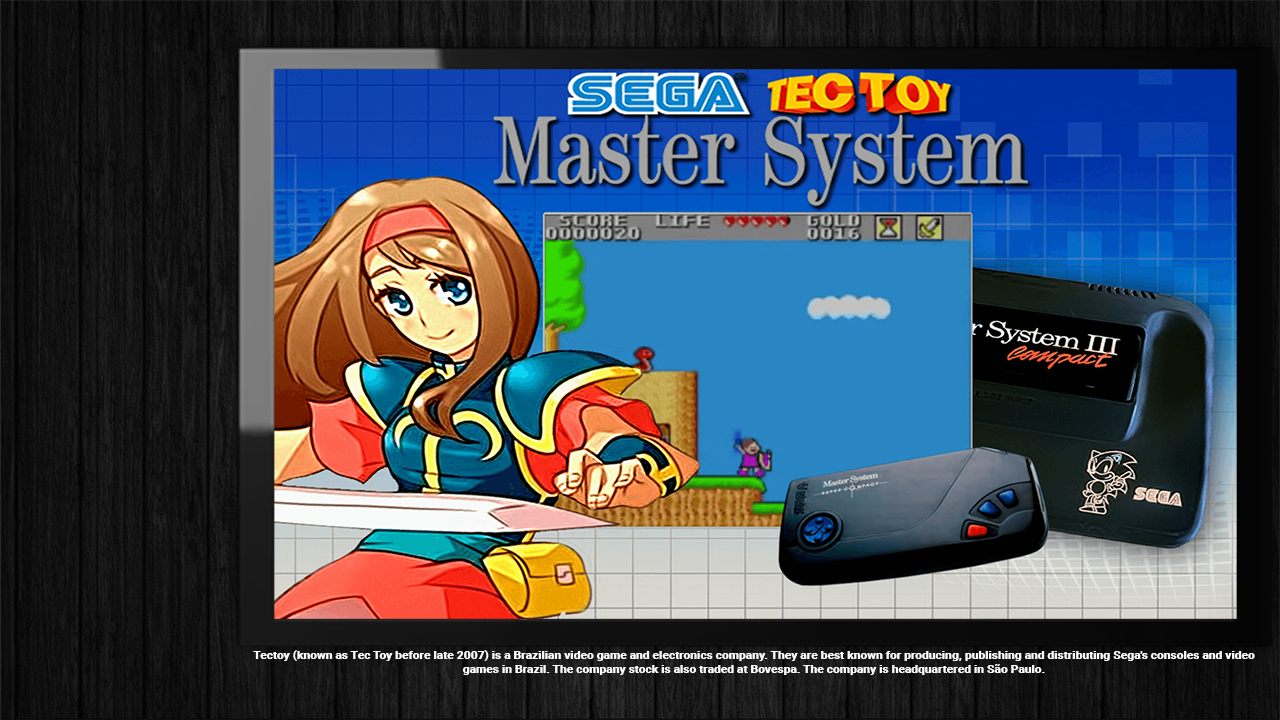 SEGA TECTOY
Master System
SCORE LIFE GOLD
0000020 0016
r System III
compact
Master System
SUPER COMPACT
SEGA
SEGA
Tectoy (known as Tec Toy before late 2007) is a Brazilian video game and electronics company. They are best known for producing, publishing and distributing Sega's consoles and video
games in Brazil. The company stock is also traded at Bovespa. The company is headquartered in São Paulo.